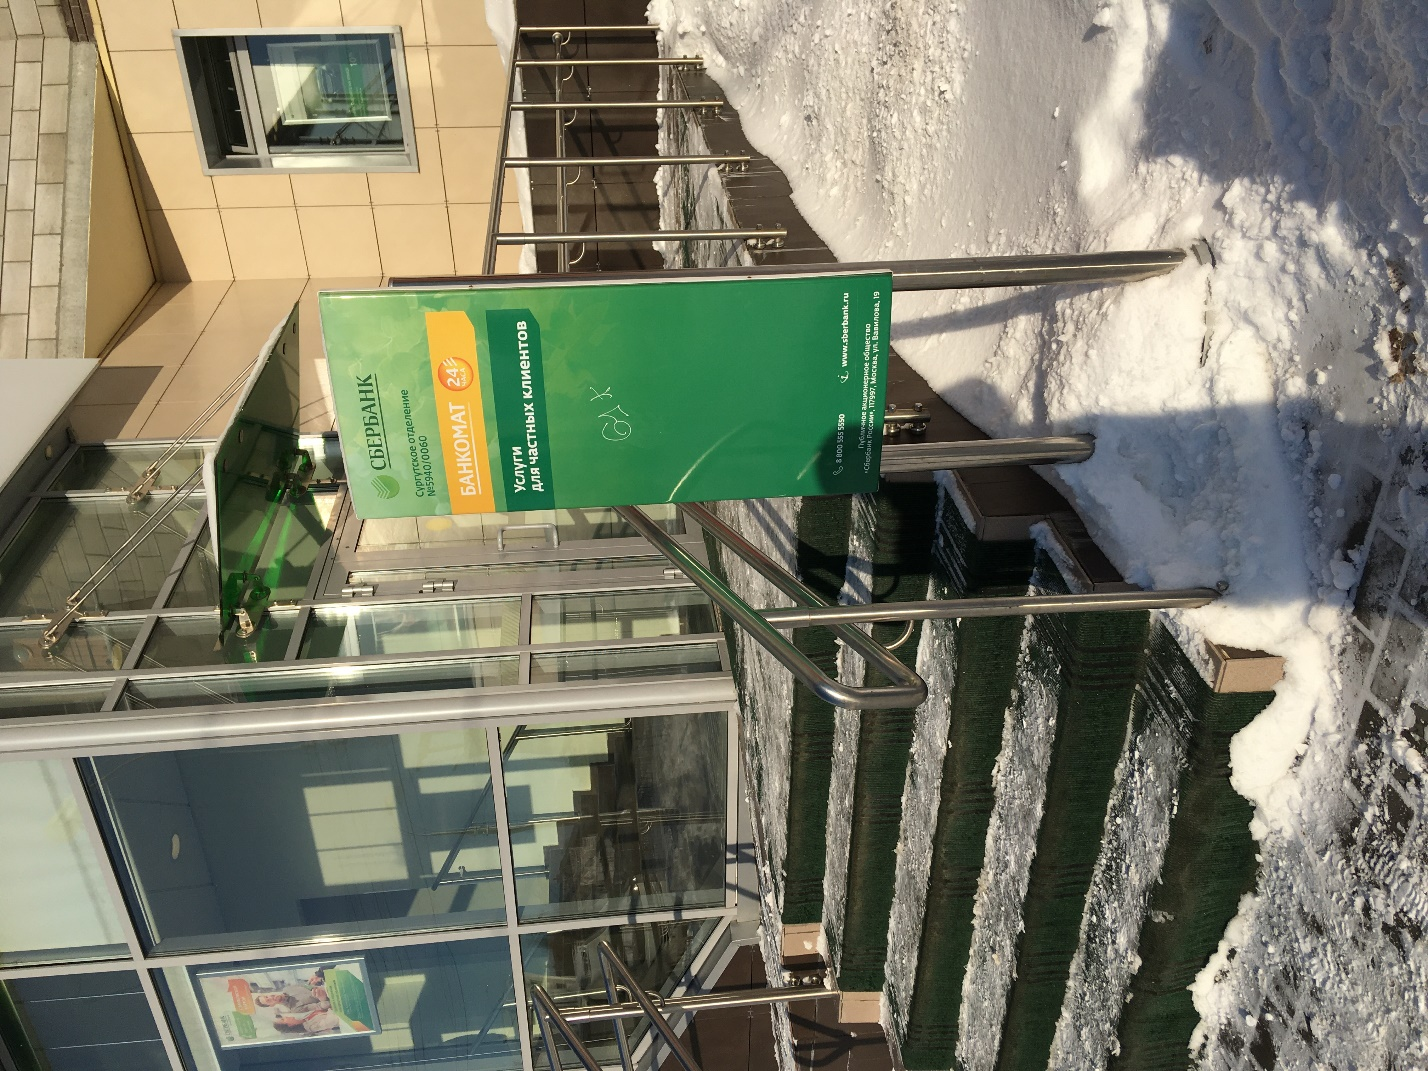 СБЕРБАНК
Сургутское отделение
№5940/0060
БАНКОМАТ 24 ЧАСА
Услуги
для частных клиентов
8 800 555 5550 www.sberbank.ru
Публичное акционерное общество
«Сбербанк России», 117997, Москва, ул. Вавилова, 19